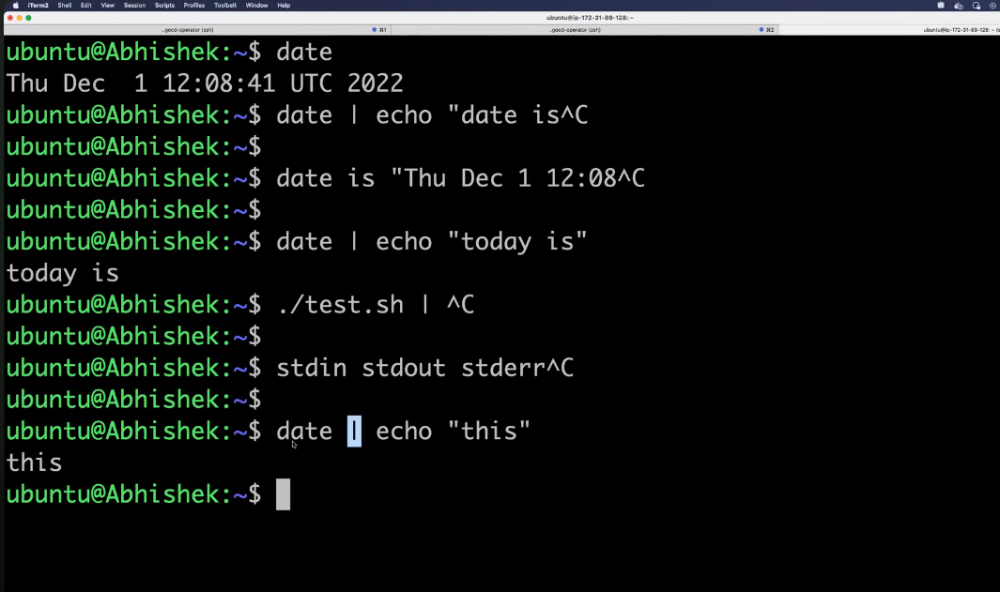 iTerm2 Shell Edit View Session Scripts Profiles Toolbelt Window Help
ubuntu@ip-172-31-89-128: ~
..gocd-operator (zsh) ⌘1 ..gocd-operator (zsh) ⌘2 ubuntu@ip-172-31-89-128: ~
ubuntu@Abhishek:~$ date
Thu Dec  1 12:08:41 UTC 2022
ubuntu@Abhishek:~$ date | echo "date is^C
ubuntu@Abhishek:~$
ubuntu@Abhishek:~$ date is "Thu Dec 1 12:08^C
ubuntu@Abhishek:~$
ubuntu@Abhishek:~$ date | echo "today is"
today is
ubuntu@Abhishek:~$ ./test.sh | ^C
ubuntu@Abhishek:~$
ubuntu@Abhishek:~$ stdin stdout stderr^C
ubuntu@Abhishek:~$
ubuntu@Abhishek:~$ date | echo "this"
this
ubuntu@Abhishek:~$